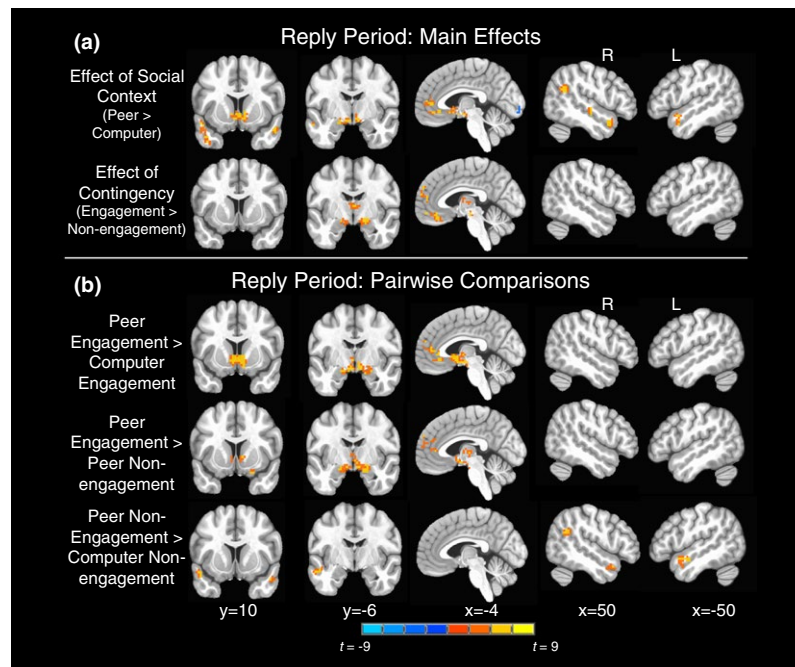 (a)
Reply Period: Main Effects
R
L
Effect of Social
Context
(Peer >
Computer)
Effect of
Contingency
(Engagement >
Non-engagement)
(b)
Reply Period: Pairwise Comparisons
R
L
Peer
Engagement >
Computer
Engagement
Peer
Engagement >
Peer Non-
engagement
Peer Non-
Engagement >
Computer Non-
engagement
y=10
y=-6
x=-4
x=50
x=-50
t = -9
t = 9